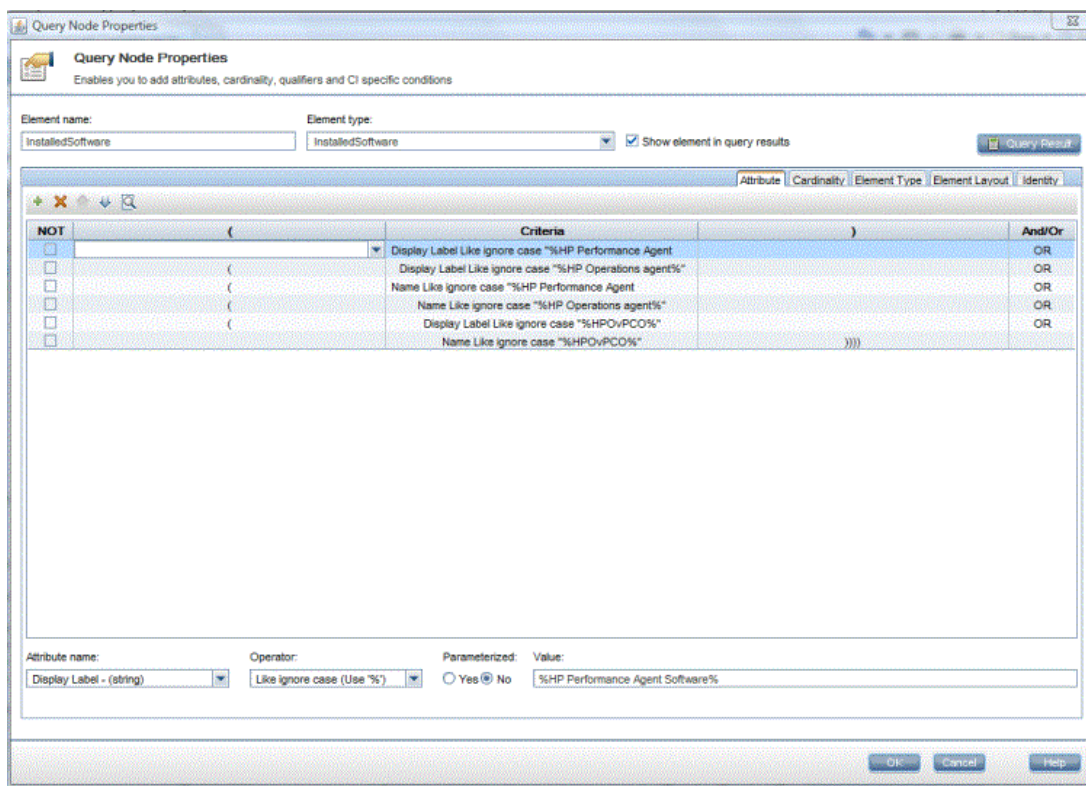 Query Node Properties
Query Node Properties
Enables you to add attributes, cardinality, qualifiers and CI specific conditions
Element name: Element type:
InstalledSoftware InstalledSoftware Show element in query results Query Result
Attribute Cardinality Element Type Element Layout Identity
NOT ( Criteria ) And/Or
Display Label Like ignore case "%HP Performance Agent OR
( Display Label Like ignore case "%HP Operations agent%" OR
( Name Like ignore case "%HP Performance Agent OR
( Name Like ignore case "%HP Operations agent%" OR
( Display Label Like ignore case "%HPOvPCO%" OR
Name Like ignore case "%HPOvPCO%" ))))
Attribute name: Operator: Parameterized: Value:
Display Label - (string) Like ignore case (Use '%') Yes No %HP Performance Agent Software%
OK Cancel Help